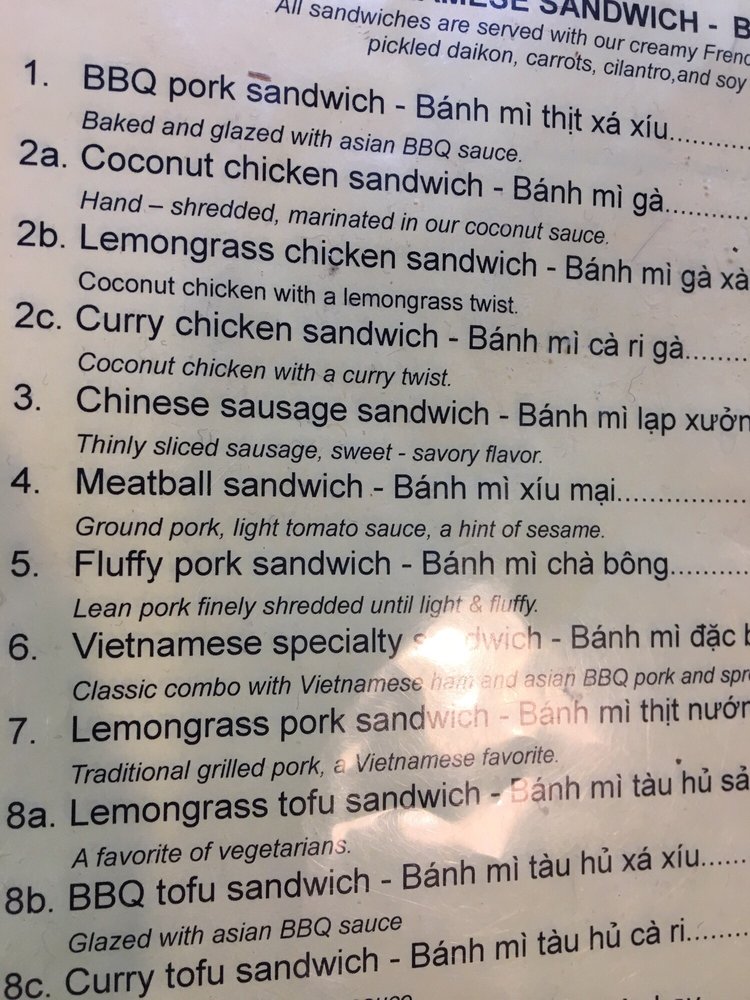 SANDWICH -
All sandwiches are served with our creamy
pickled daikon, carrots, cilantro,and soy
1. BBQ pork sandwich - Bánh mì thịt xá xíu.......
Baked and glazed with asian BBQ sauce.
2a. Coconut chicken sandwich - Bánh mì gà..........
Hand – shredded, marinated in our coconut sauce.
2b. Lemongrass chicken sandwich - Bánh mì gà xà
Coconut chicken with a lemongrass twist.
2c. Curry chicken sandwich - Bánh mì cà ri gà.......
Coconut chicken with a curry twist.
3. Chinese sausage sandwich - Bánh mì lạp xưởn
Thinly sliced sausage, sweet - savory flavor.
4. Meatball sandwich - Bánh mì xíu mại..............
Ground pork, light tomato sauce, a hint of sesame.
5. Fluffy pork sandwich - Bánh mì chà bông.........
Lean pork finely shredded until light & fluffy.
6. Vietnamese specialty sandwich - Bánh mì đặc
Classic combo with Vietnamese ham and asian BBQ pork and
7. Lemongrass pork sandwich - Bánh mì thịt nướn
Traditional grilled pork, a Vietnamese favorite.
8a. Lemongrass tofu sandwich - Bánh mì tàu hủ sả
A favorite of vegetarians.
8b. BBQ tofu sandwich - Bánh mì tàu hủ xá xíu......
Glazed with asian BBQ sauce
8c. Curry tofu sandwich - Bánh mì tàu hủ cà ri.......